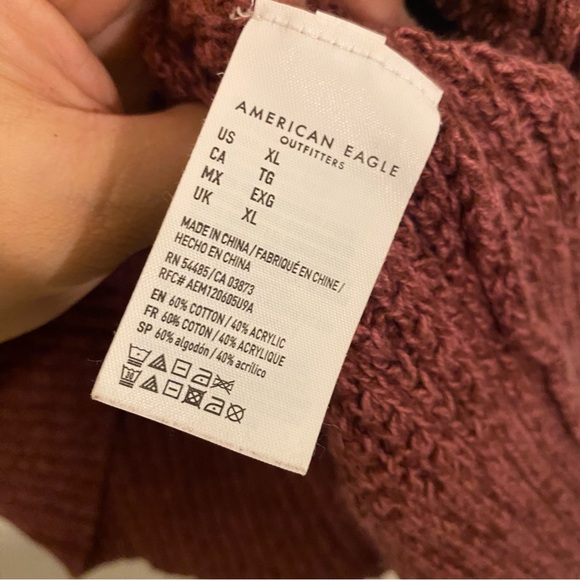 AMERICAN EAGLE
OUTFITTERS
US XL
CA TG
MX EXG
UK XL
MADE IN CHINA / FABRIQUÉ EN CHINE /
HECHO EN CHINA
RN 54485 / CA 03873
RFC# AEM120605U9A
EN 60% COTTON / 40% ACRYLIC
FR 60% COTON / 40% ACRYLIQUE
SP 60% algodón / 40% acrílico